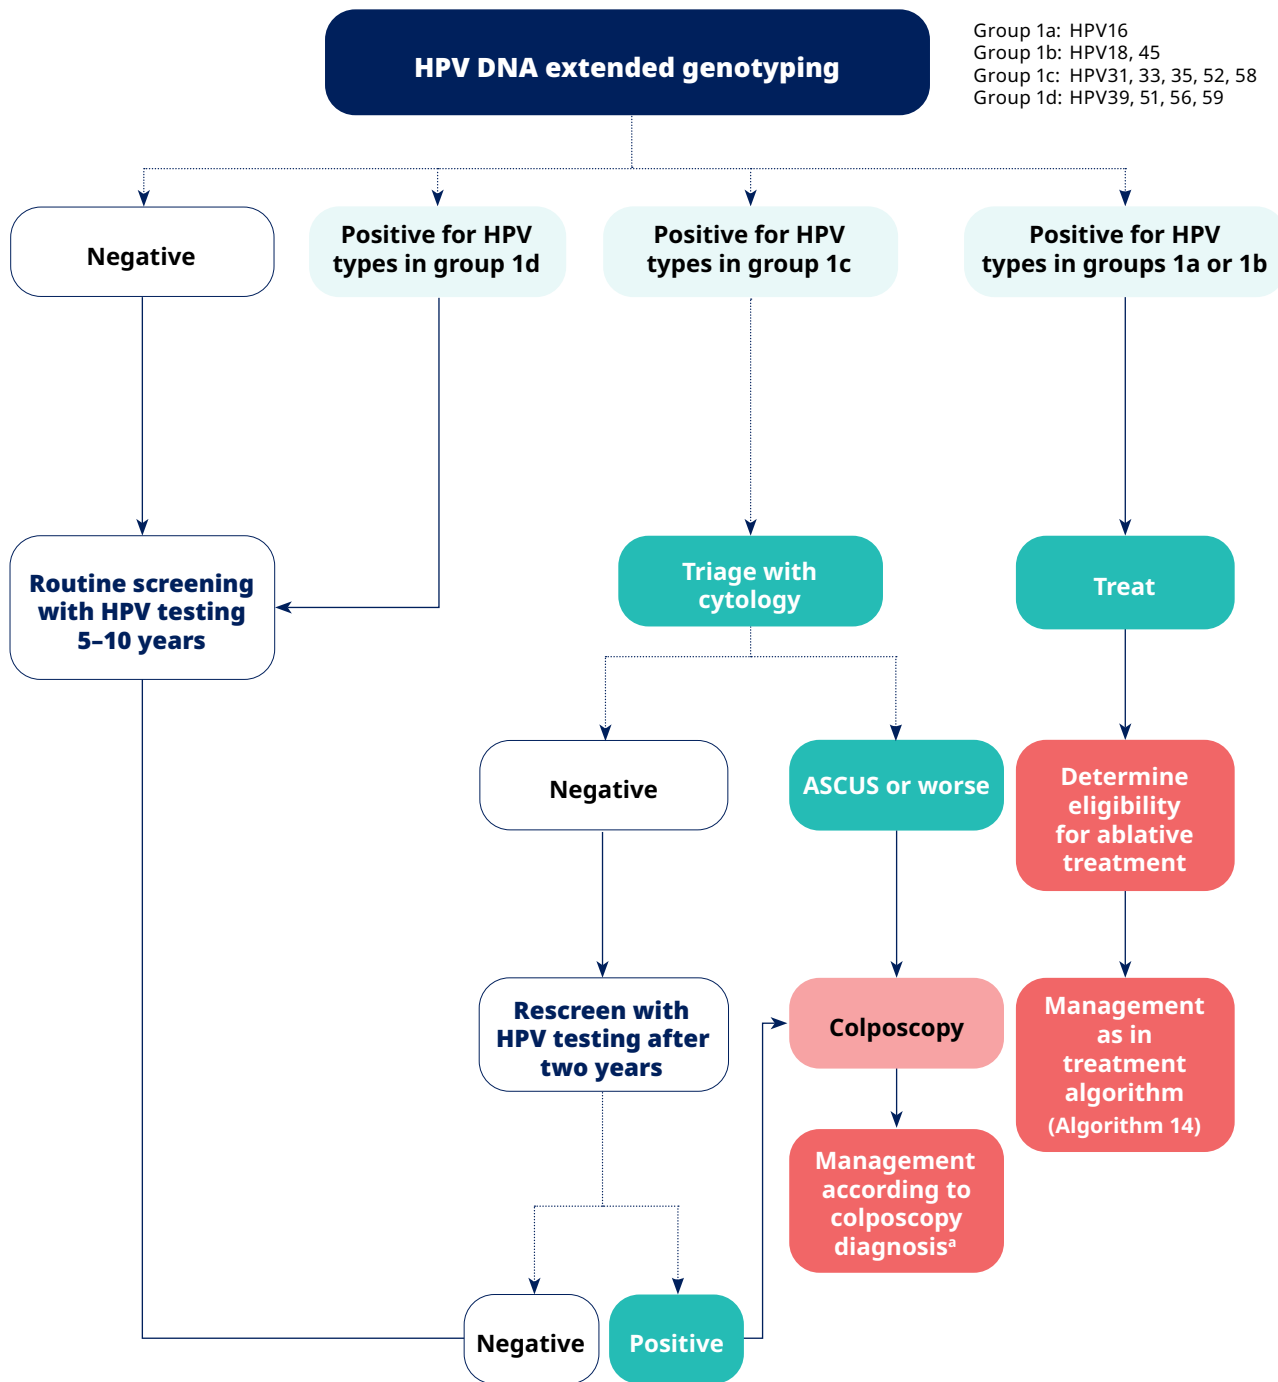 HPV DNA extended genotyping
Group 1a: HPV16
Group 1b: HPV18, 45
Group 1c: HPV31, 33, 35, 52, 58
Group 1d: HPV39, 51, 56, 59
Negative
Positive for HPV
types in group 1d
Positive for HPV
types in group 1c
Positive for HPV
types in groups 1a or 1b
Routine screening
with HPV testing
5–10 years
Triage with
cytology
Treat
Negative
ASCUS or worse
Determine
eligibility
for ablative
treatment
Rescreen with
HPV testing after
two years
Colposcopy
Management
as in
treatment
algorithm
(Algorithm 14)
Management
according to
colposcopy
diagnosisᵃ
Negative
Positive